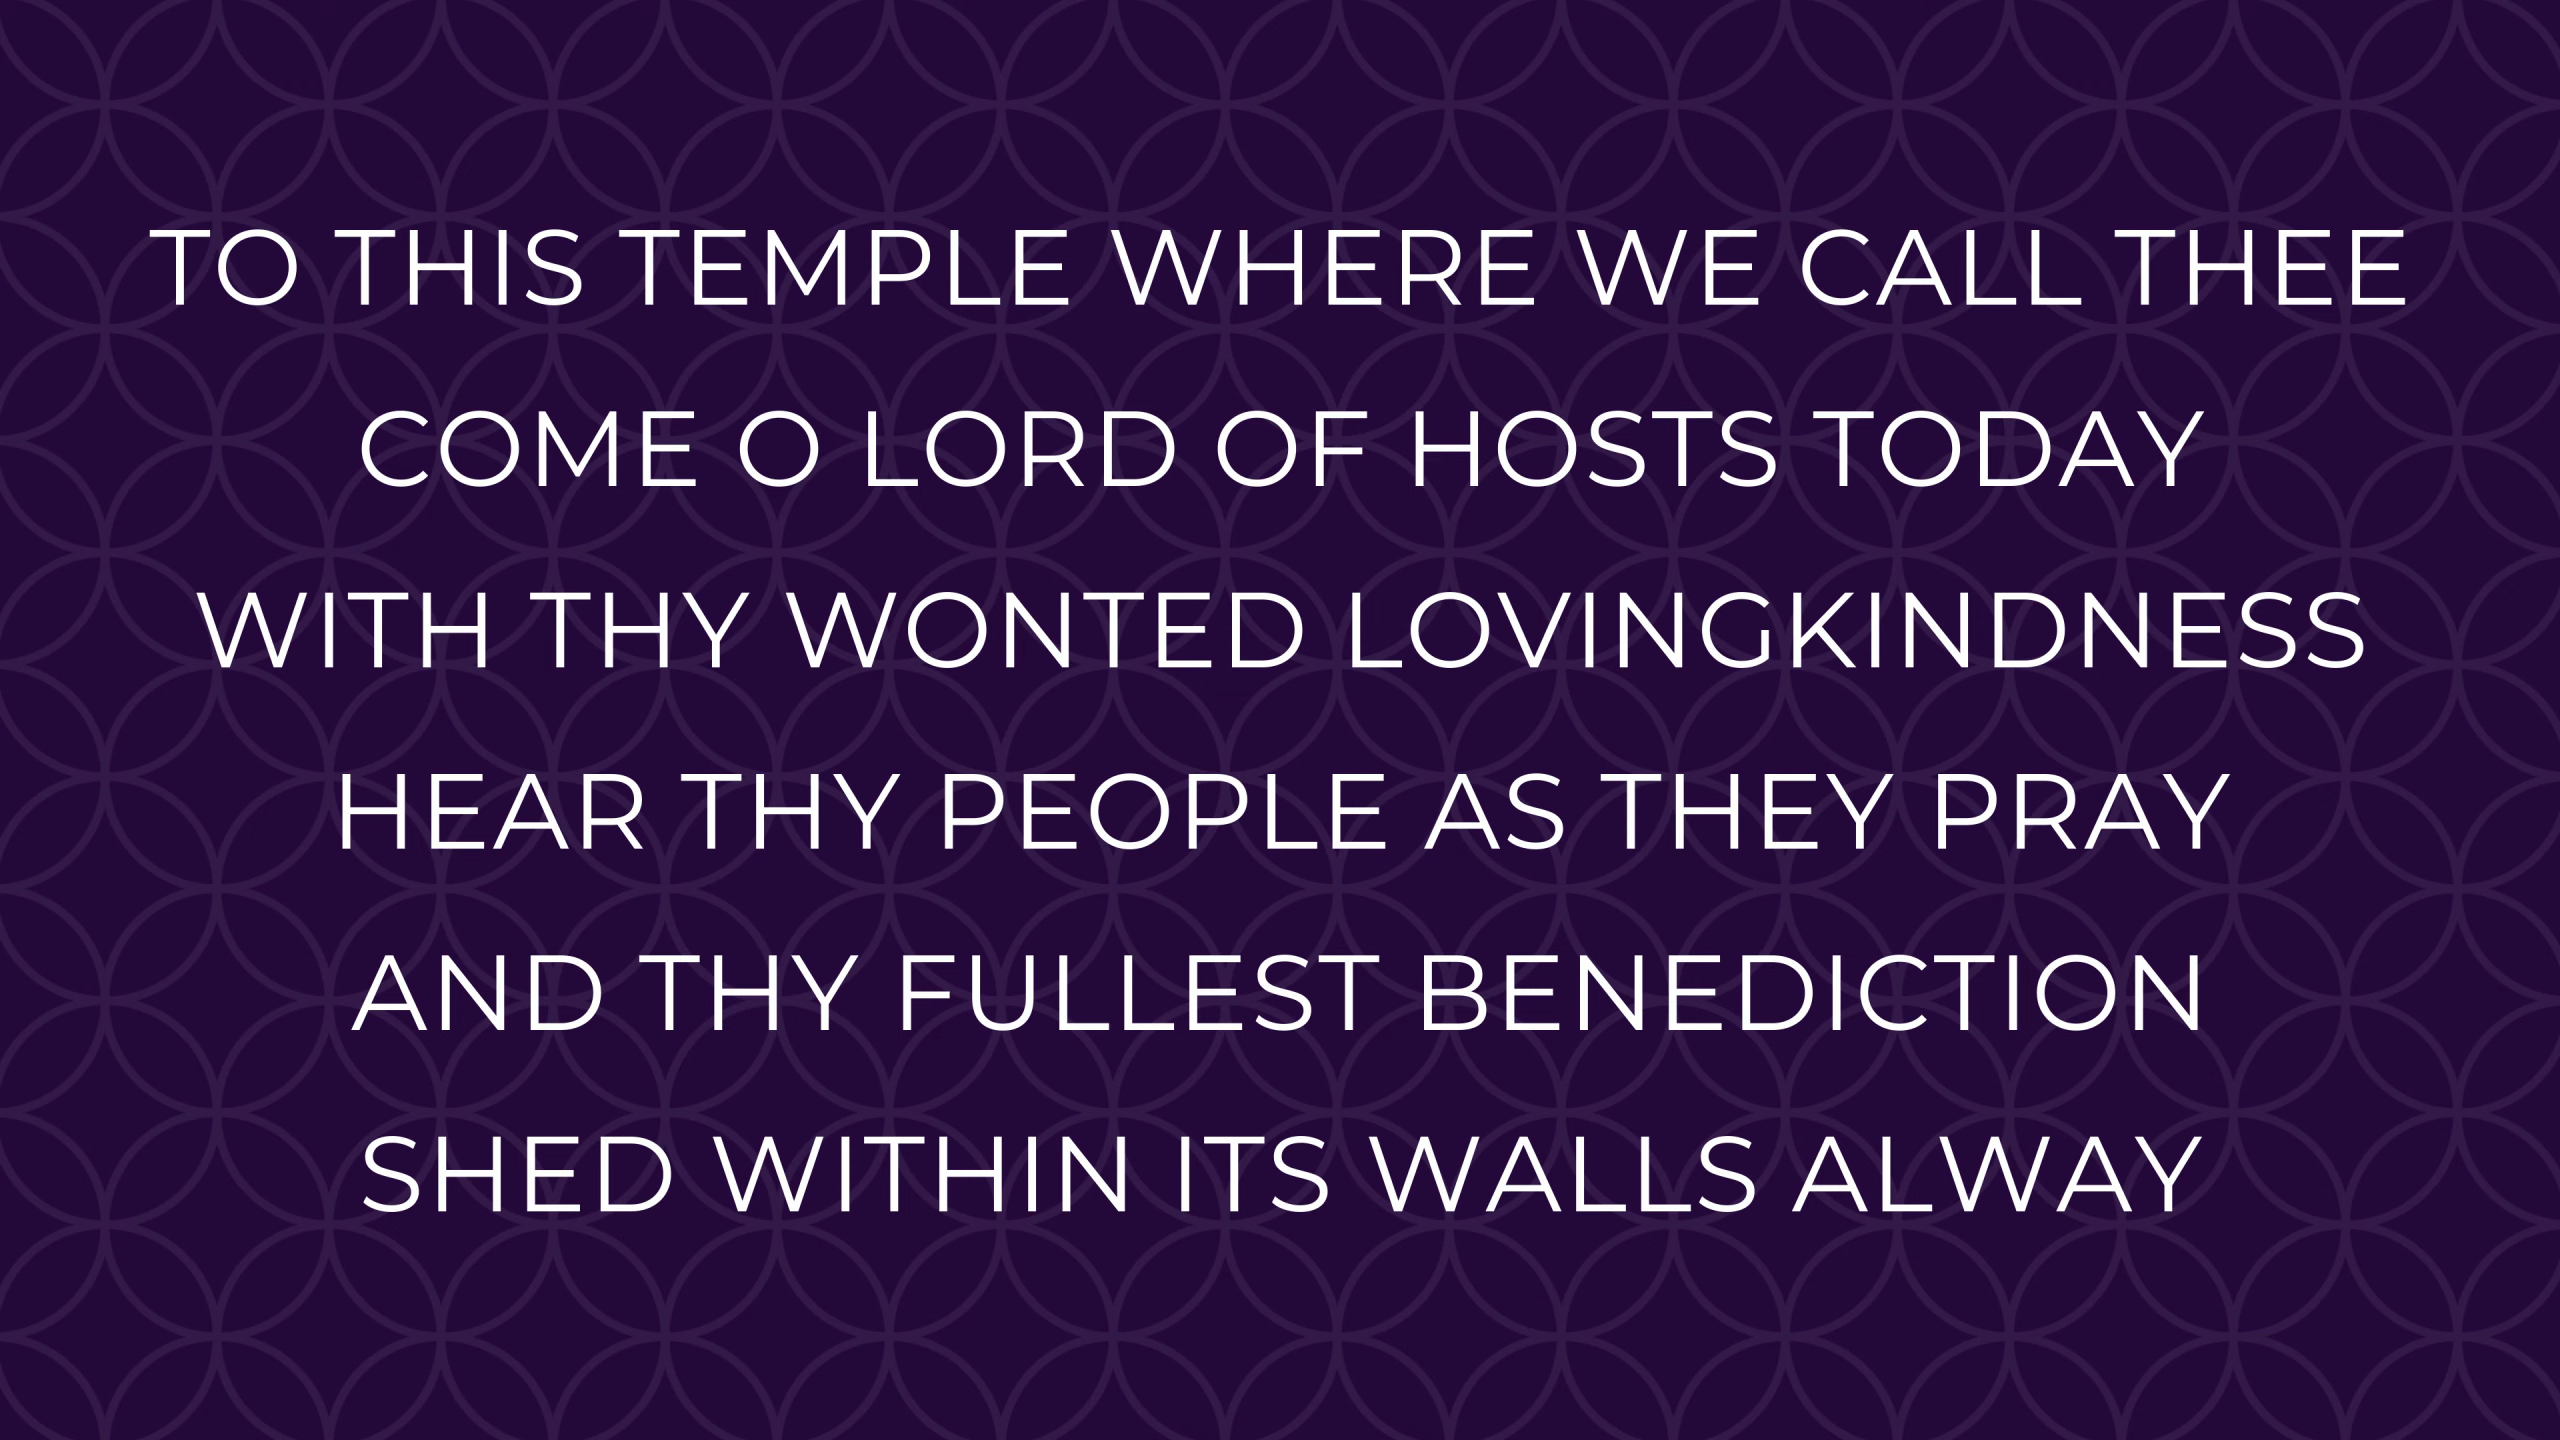 TO THIS TEMPLE WHERE WE CALL THEE
COME O LORD OF HOSTS TODAY
WITH THY WONTED LOVINGKINDNESS
HEAR THY PEOPLE AS THEY PRAY
AND THY FULLEST BENEDICTION
SHED WITHIN ITS WALLS ALWAY